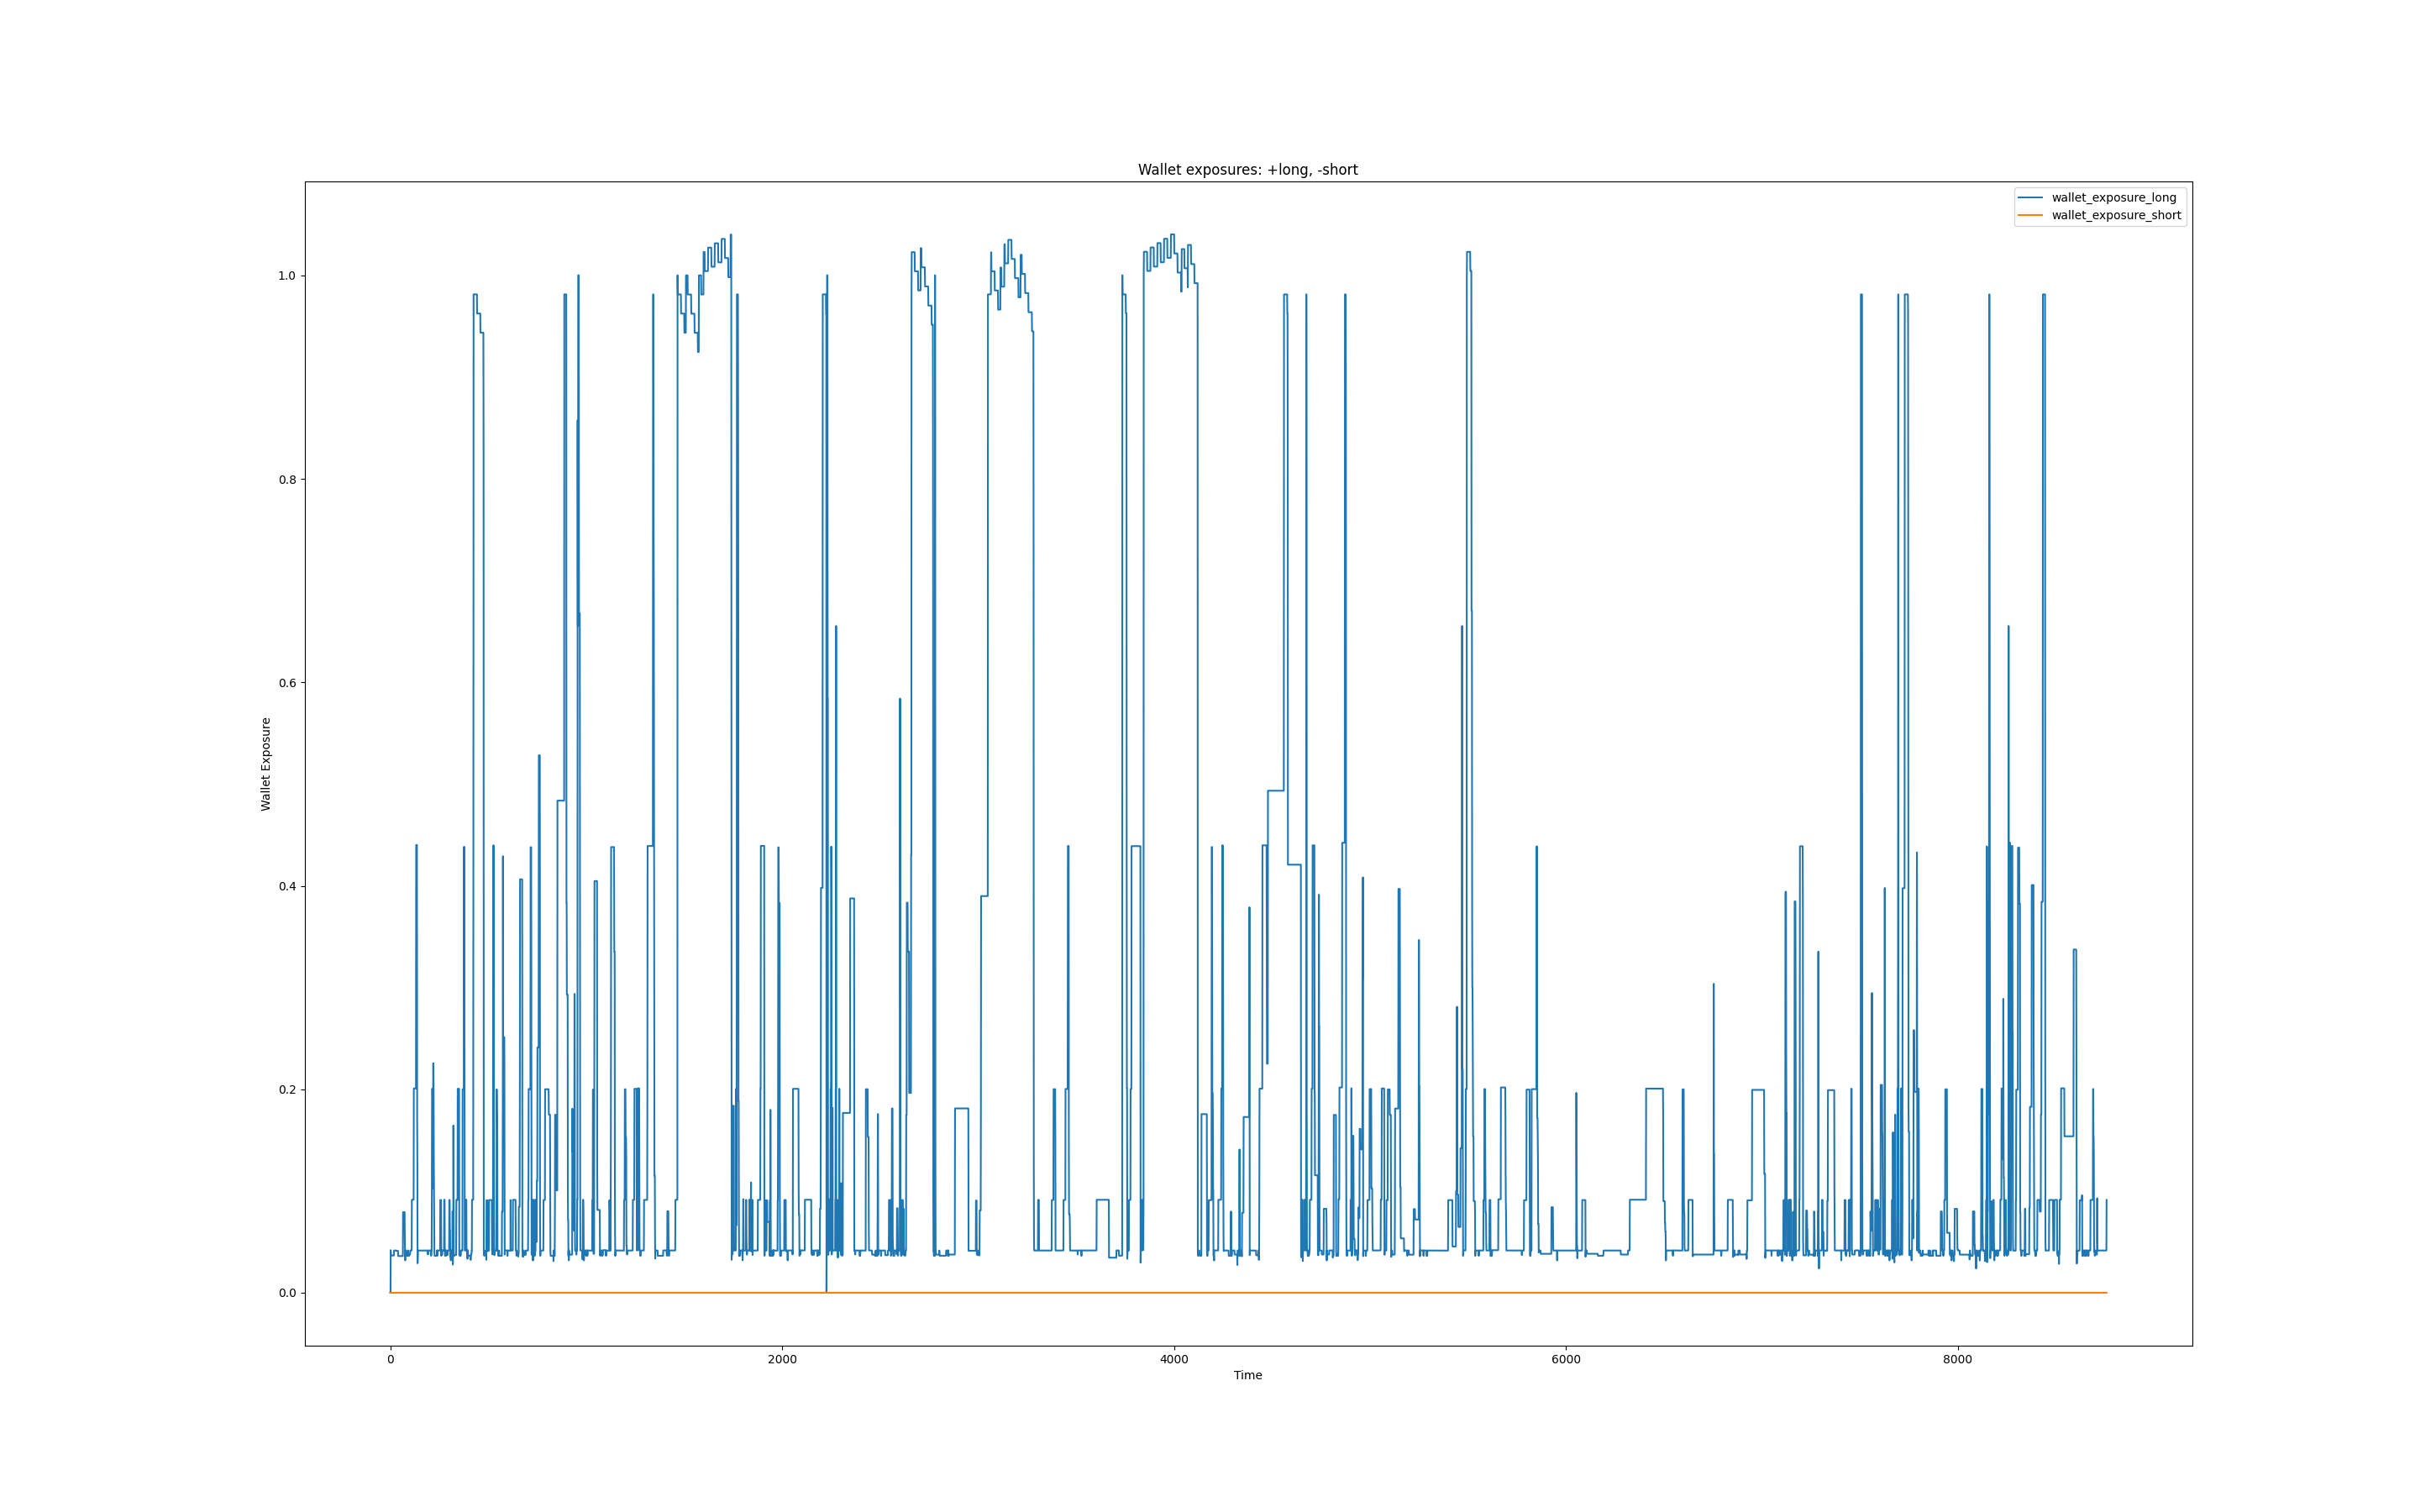 Wallet exposures: +long, -short
wallet_exposure_long
wallet_exposure_short
1.0
0.8
0.6
0.4
0.2
0.0
Wallet Exposure
0
2000
4000
6000
8000
Time